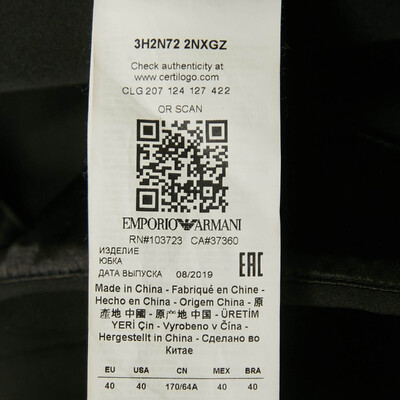 3H2N72 2NXGZ
Check authenticity at
www.certilogo.com
CLG 207 124 127 422
OR SCAN
EMPORIO ARMANI
RN#103723 CA#37360
ИЗДЕЛИЕ
ЮБКА
ДАТА ВЫПУСКА 08/2019
EAC
Made in China - Fabriqué en Chine -
Hecho en China - Origem China - 原
產地 中國 - 原产地 中国 - ÜRETİM
YERİ Çin - Vyrobeno v Čína -
Hergestellt in China - Сделано во
Китае
EU USA CN MEX BRA
40 40 170/64A 40 40